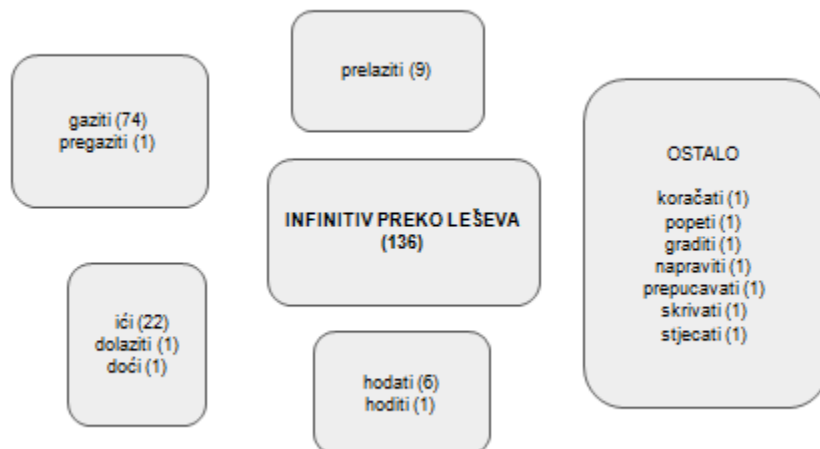 prelaziti (9)
gaziti (74)
pregaziti (1)
INFINITIV PREKO LEŠEVA
(136)
OSTALO
koračati (1)
popeti (1)
graditi (1)
napraviti (1)
prepucavati (1)
skrivati (1)
stjecati (1)
ići (22)
dolaziti (1)
doći (1)
hodati (6)
hoditi (1)